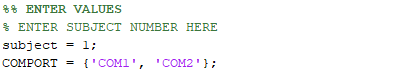 %% ENTER VALUES
% ENTER SUBJECT NUMBER HERE
subject = 1;
COMPORT = {'COM1', 'COM2'};